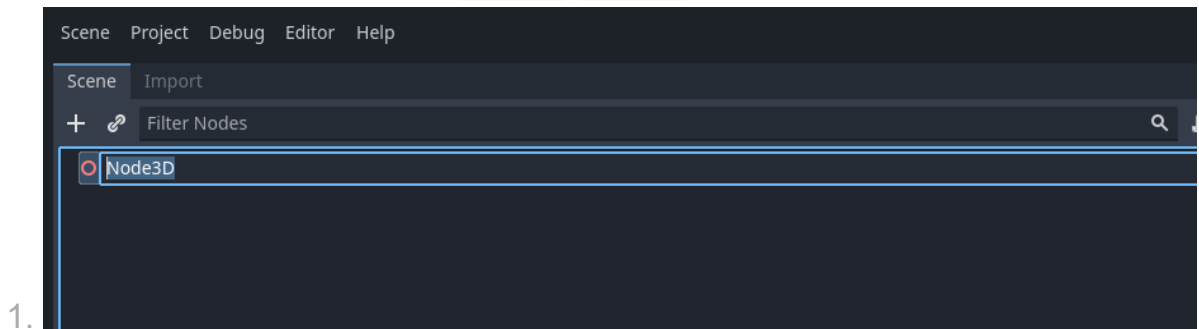 Scene Project Debug Editor Help
Scene Import
Filter Nodes
Node3D
1.